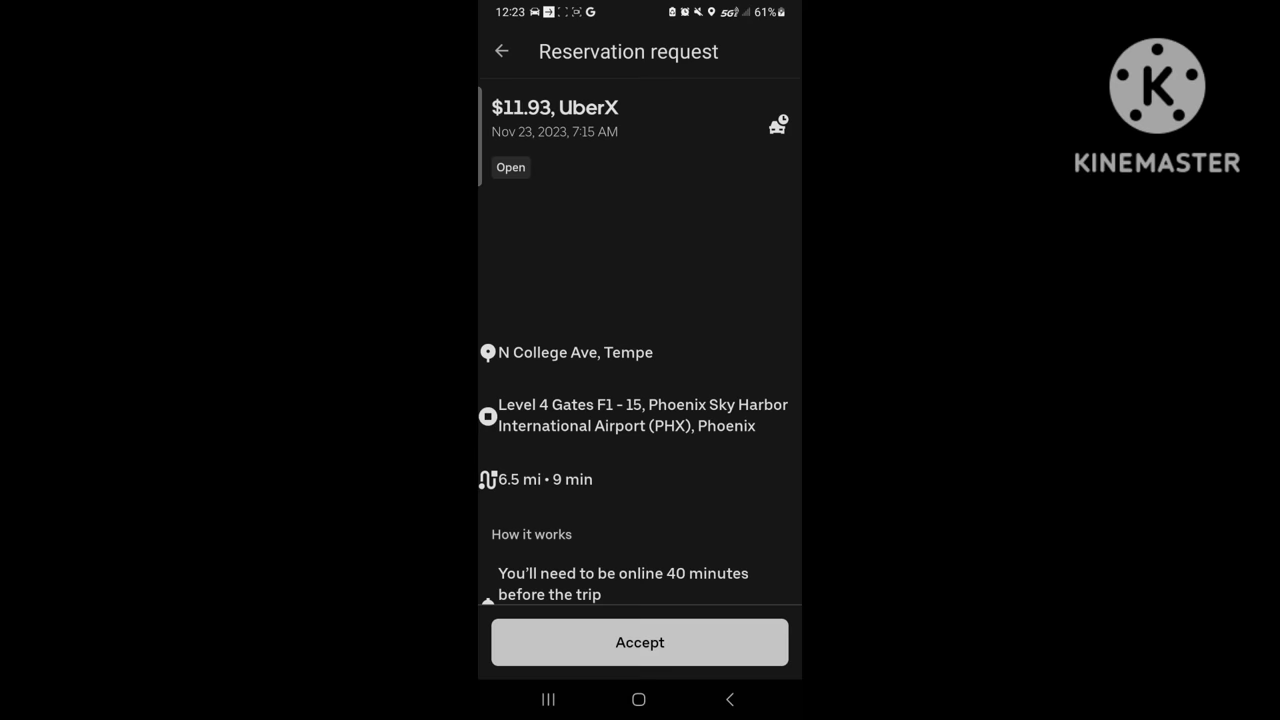 12:23
5G
61%
Reservation request
$11.93, UberX
Nov 23, 2023, 7:15 AM
Open
N College Ave, Tempe
Level 4 Gates F1 - 15, Phoenix Sky Harbor
International Airport (PHX), Phoenix
6.5 mi • 9 min
How it works
You'll need to be online 40 minutes
before the trip
Accept
K
KINEMASTER